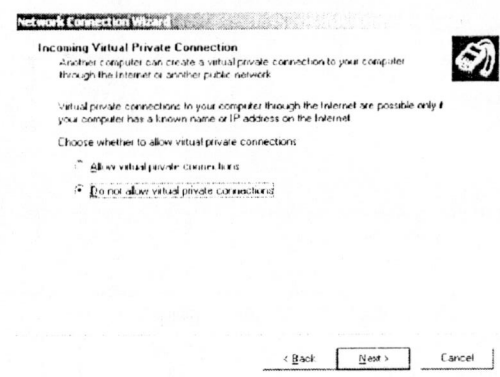 Network Connection Wizard
Incoming Virtual Private Connection
Another computer can create a virtual private connection to your computer
through the Internet or another public network
Virtual private connections to your computer through the Internet are possible only if
your computer has a known name or IP address on the Internet
Choose whether to allow virtual private connections
Allow virtual private connections
Do not allow virtual private connections
< Back
Next >
Cancel